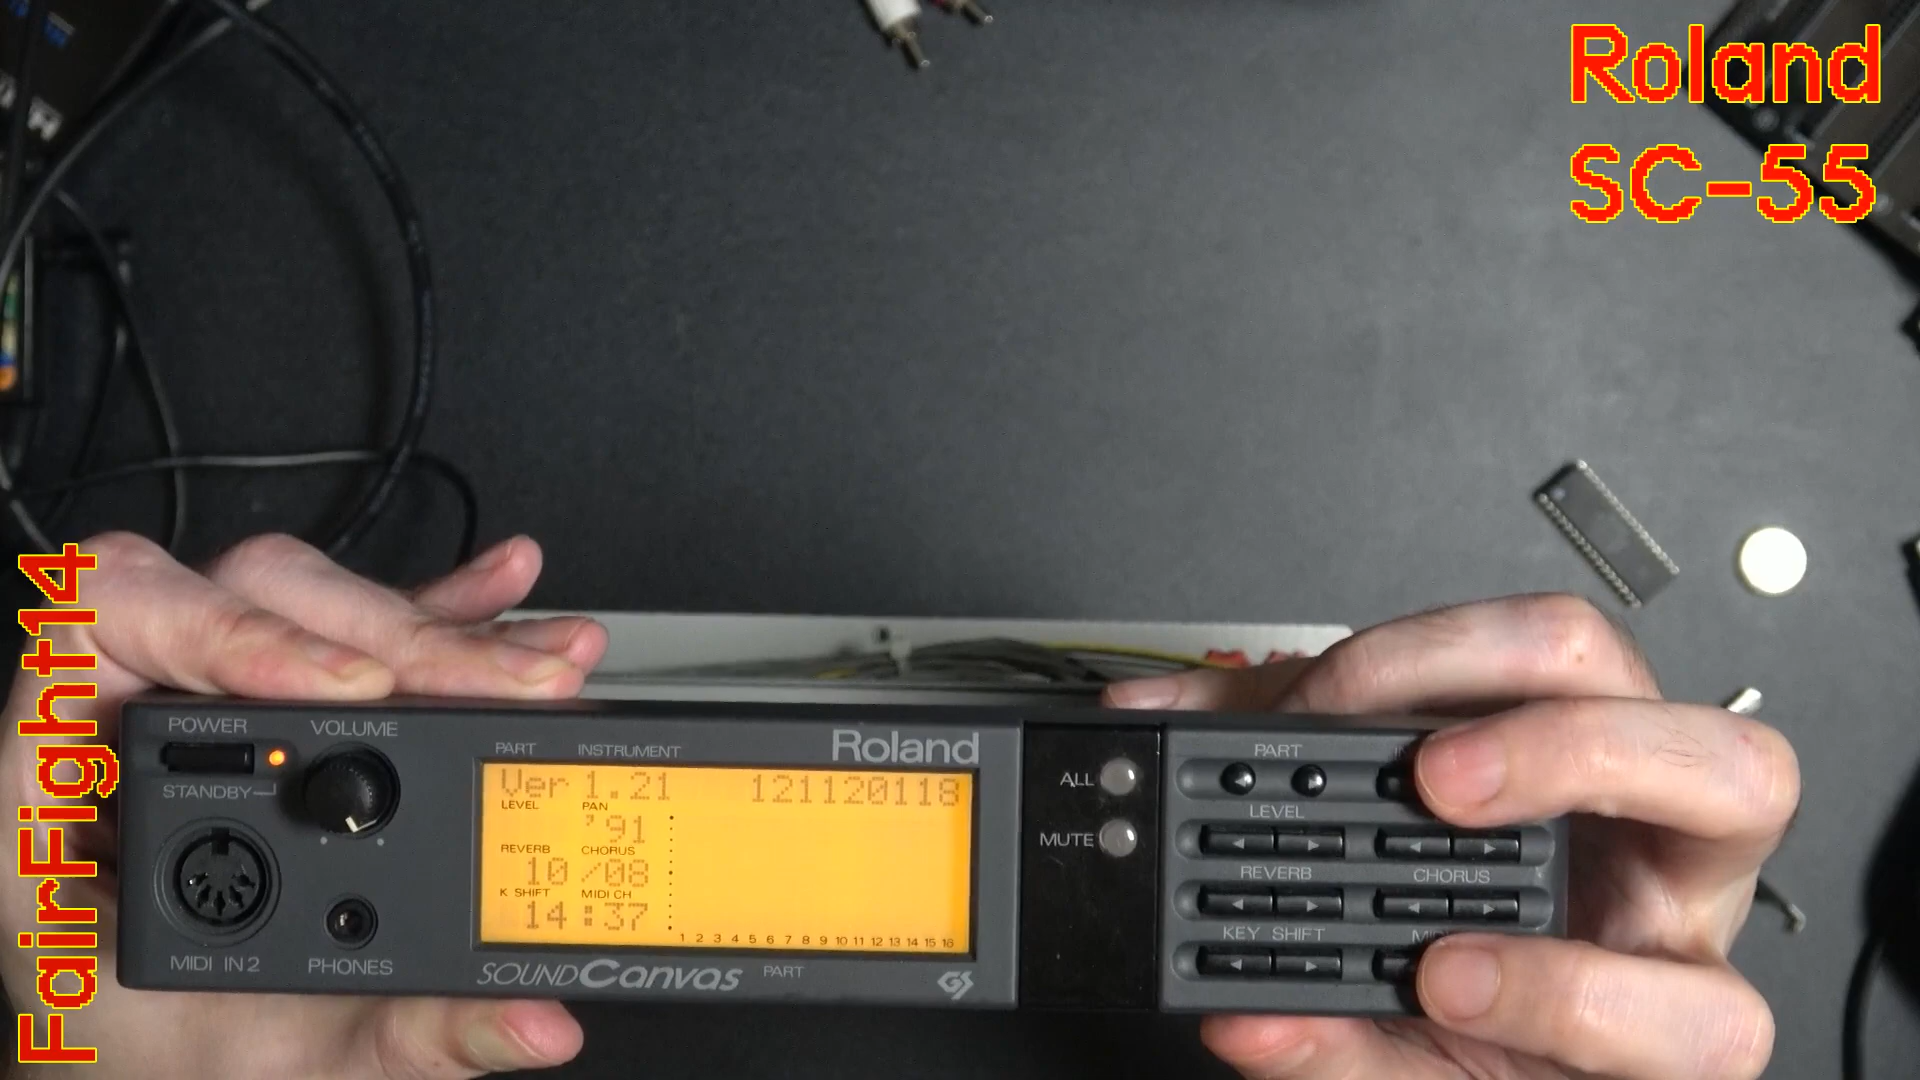 Roland
SC-55
FairFight14
POWER
VOLUME
STANDBY
MIDI IN 2
PHONES
PART INSTRUMENT
Roland
Ver 1.21 121120118
LEVEL PAN
'91
REVERB CHORUS
10 /08
K SHIFT MIDI CH
14 :37
1 2 3 4 5 6 7 8 9 10 11 12 13 14 15 16
SOUND Canvas PART GS
ALL
MUTE
PART
LEVEL
REVERB CHORUS
KEY SHIFT